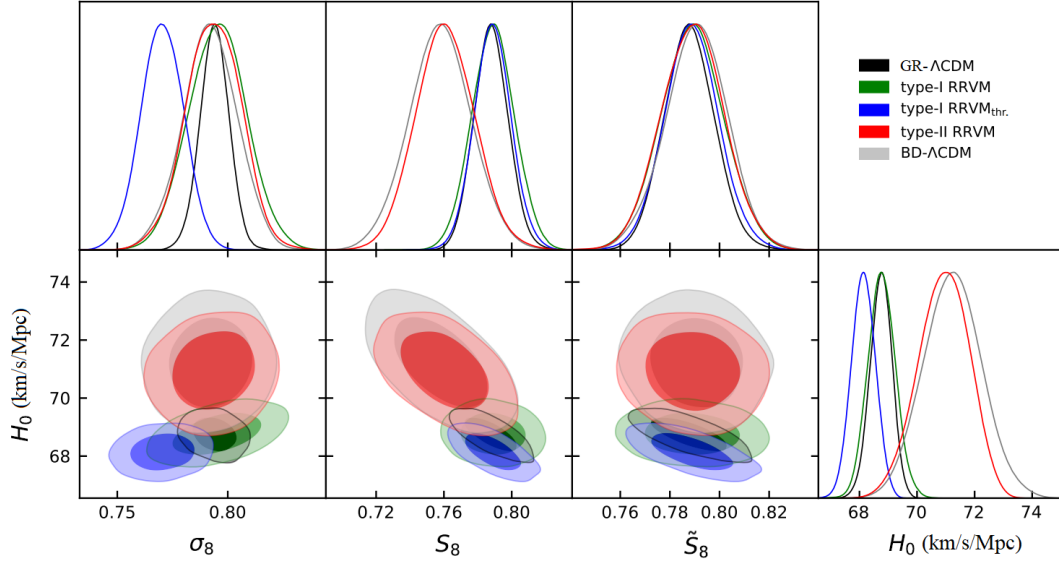 GR-ΛCDM
type-I RRVM
type-I RRVM_thr.
type-II RRVM
BD-ΛCDM
H₀ (km/s/Mpc)
74
72
70
68
0.75 0.80
0.72 0.76 0.80
0.76 0.78 0.80 0.82
68 70 72 74
σ₈
S₈
S̃₈
H₀ (km/s/Mpc)